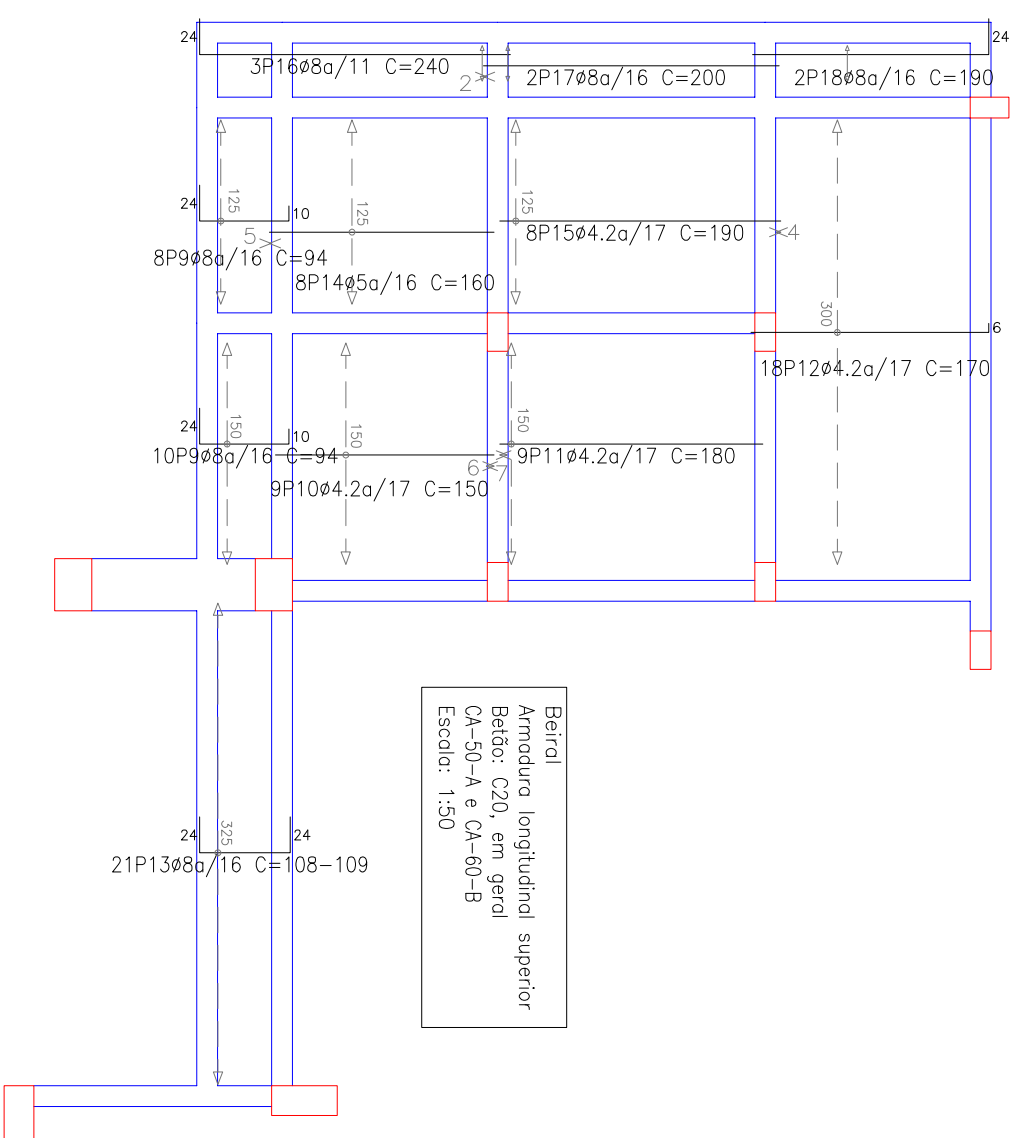 24
24
3P16ø8a/11 C=240
2
2P17ø8a/16 C=200
2P18ø8a/16 C=190
24
125
10
5
8P9ø8a/16 C=94
125
8P14ø5a/16 C=160
125
8P15ø4.2a/17 C=190
4
300
6
18P12ø4.2a/17 C=170
24
150
10
10P9ø8a/16 C=94
150
9P10ø4.2a/17 C=150
6
7
150
9P11ø4.2a/17 C=180
Beiral
Armadura longitudinal superior
Betão: C20, em geral
CA-50-A e CA-60-B
Escala: 1:50
24
325
24
21P13ø8a/16 C=108-109